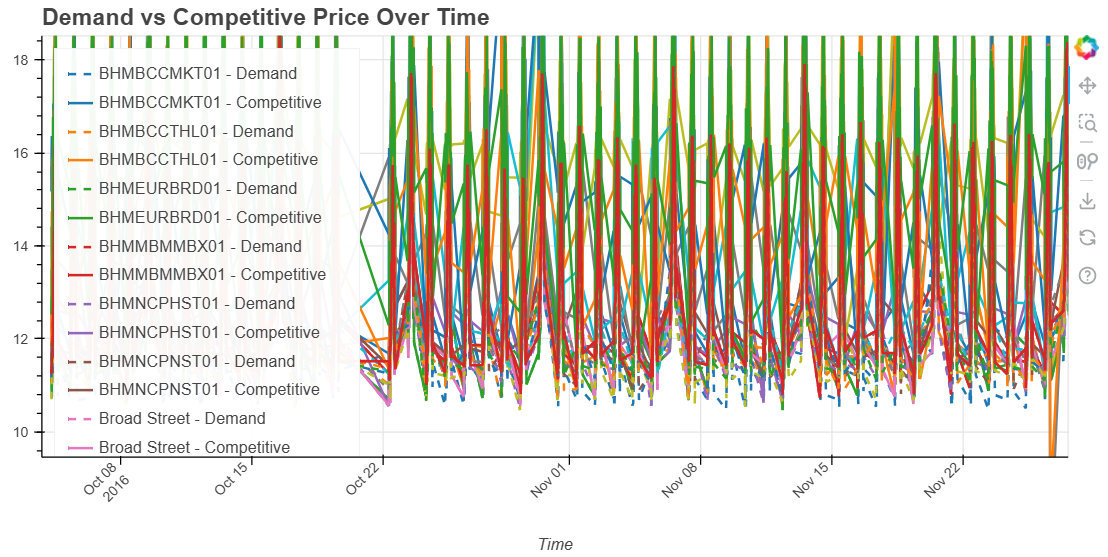 Demand vs Competitive Price Over Time
18
16
14
12
10
BHMBCCMKT01 - Demand
BHMBCCMKT01 - Competitive
BHMBCCTHL01 - Demand
BHMBCCTHL01 - Competitive
BHMEURBRD01 - Demand
BHMEURBRD01 - Competitive
BHMMBMMBX01 - Demand
BHMMBMMBX01 - Competitive
BHMNCPHST01 - Demand
BHMNCPHST01 - Competitive
BHMNCPNST01 - Demand
BHMNCPNST01 - Competitive
Broad Street - Demand
Broad Street - Competitive
Oct 08
2016
Oct 15
Oct 22
Nov 01
Nov 08
Nov 15
Nov 22
Time